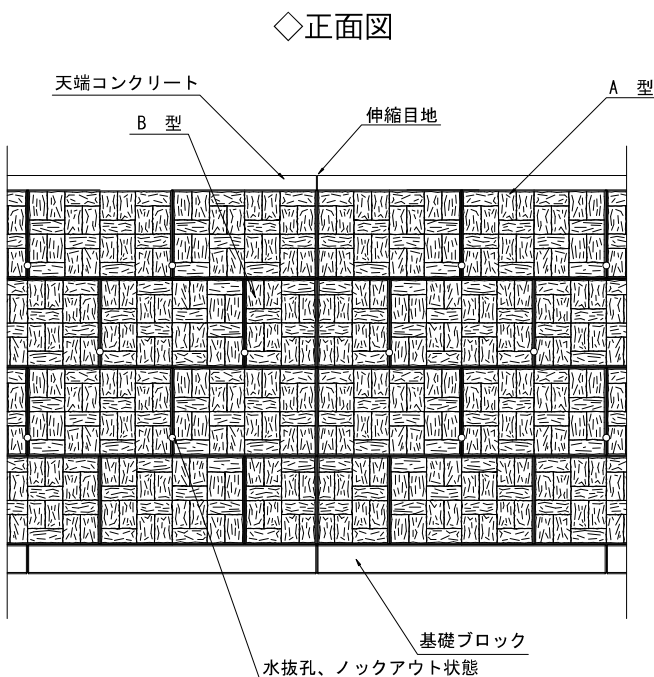 ◇正面図
天端コンクリート
A 型
伸縮目地
B 型
基礎ブロック
水抜孔、ノックアウト状態